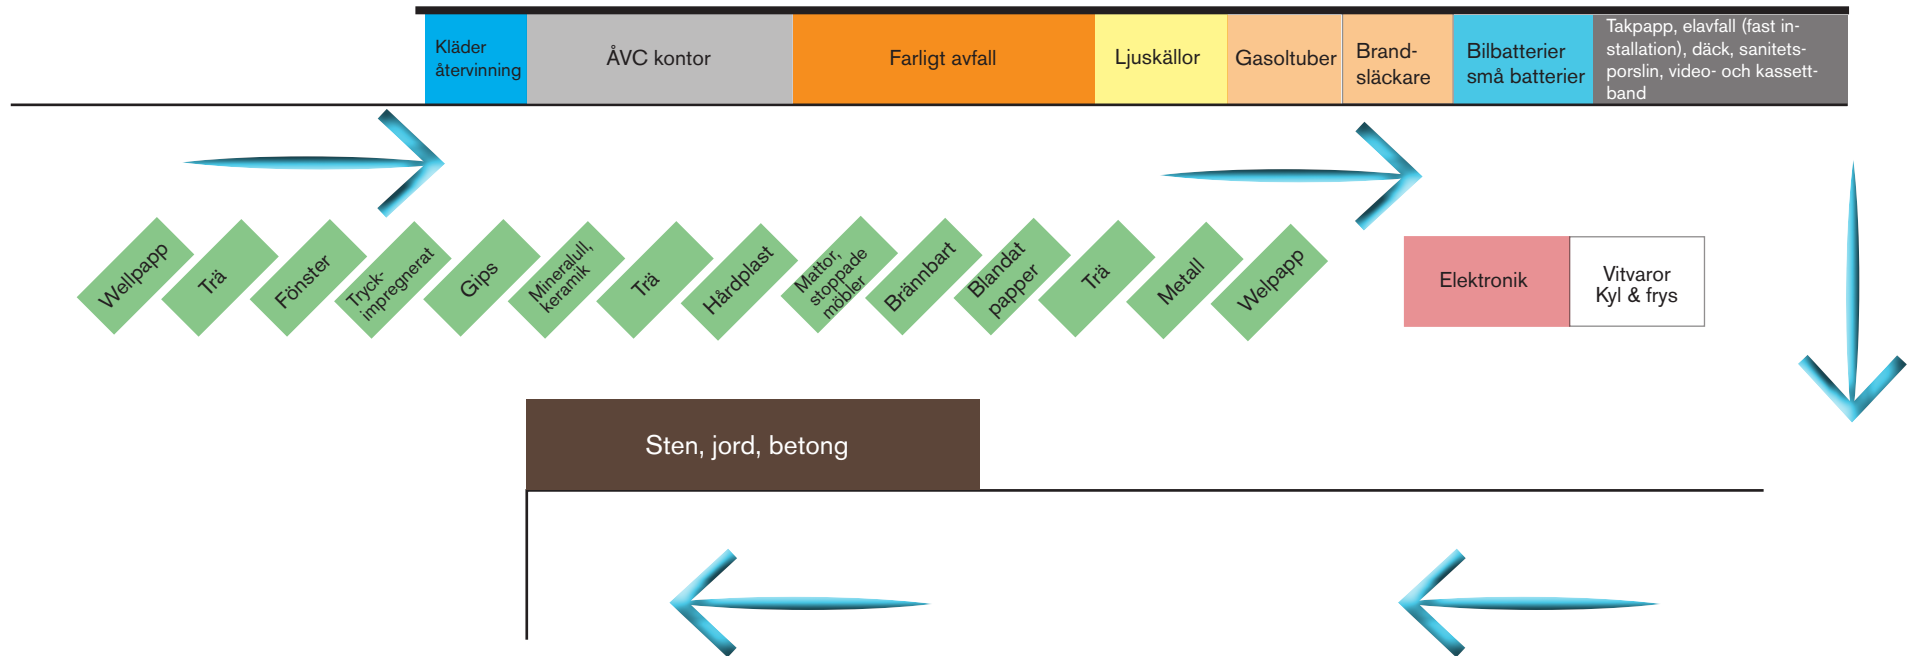 Kläder
återvinning
ÅVC kontor
Farligt avfall
Ljuskällor
Gasoltuber
Brand-
släckare
Bilbatterier
små batterier
Takpapp, elavfall (fast in-
stallation), däck, sanitets-
porslin, video- och kassett-
band
Wellpapp
Trä
Fönster
Tryck-
impregnerat
Gips
Mineralull,
keramik
Trä
Hårdplast
Mattor,
stoppade
möbler
Brännbart
Blandat
papper
Trä
Metall
Welpapp
Elektronik
Vitvaror
Kyl & frys
Sten, jord, betong